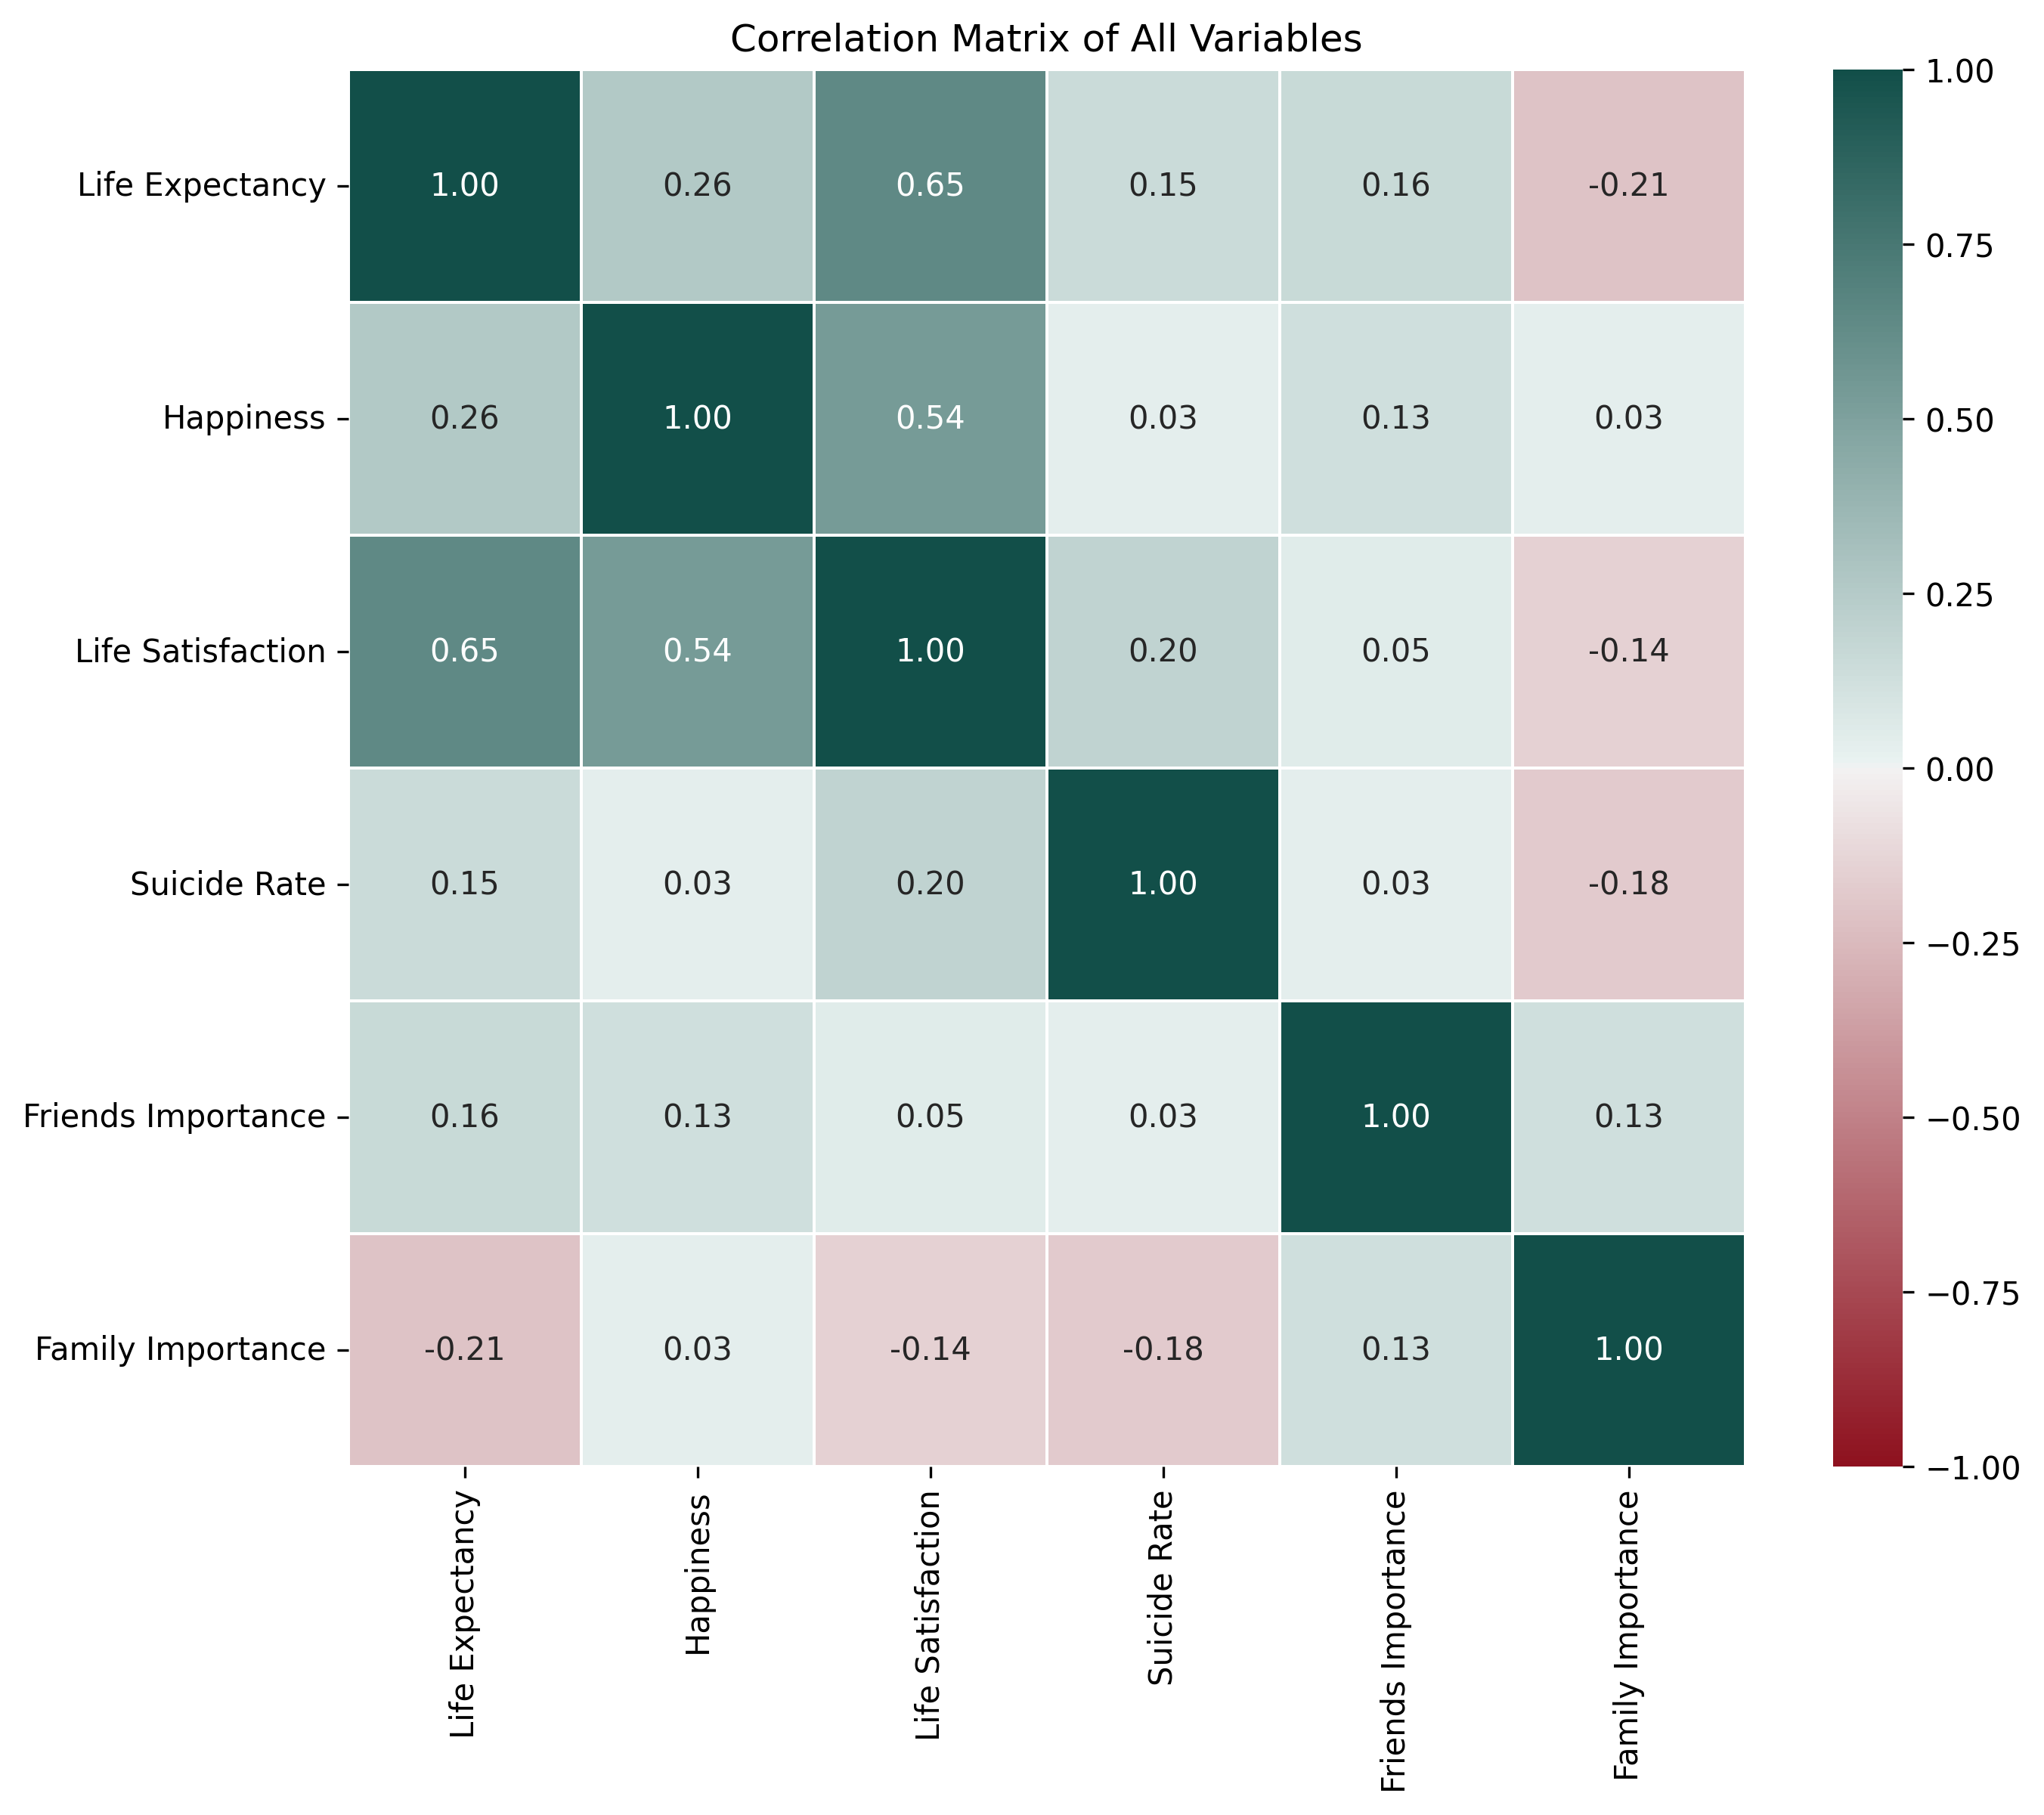 Correlation Matrix of All Variables
Life Expectancy 1.00 0.26 0.65 0.15 0.16 -0.21
Happiness 0.26 1.00 0.54 0.03 0.13 0.03
Life Satisfaction 0.65 0.54 1.00 0.20 0.05 -0.14
Suicide Rate 0.15 0.03 0.20 1.00 0.03 -0.18
Friends Importance 0.16 0.13 0.05 0.03 1.00 0.13
Family Importance -0.21 0.03 -0.14 -0.18 0.13 1.00
Life Expectancy
Happiness
Life Satisfaction
Suicide Rate
Friends Importance
Family Importance
1.00
0.75
0.50
0.25
0.00
−0.25
−0.50
−0.75
−1.00